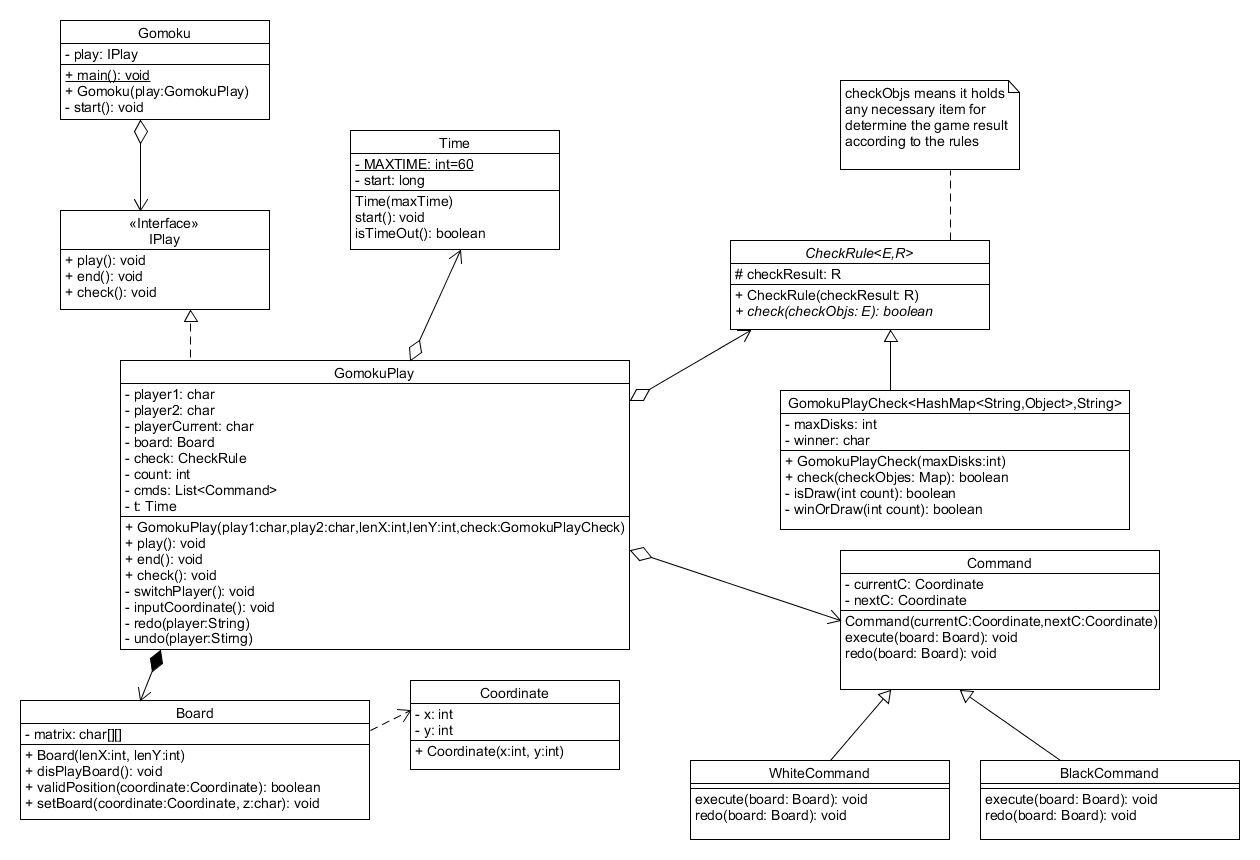 Gomoku
- play: IPlay
+ main(): void
+ Gomoku(play:GomokuPlay)
- start(): void
«Interface»
IPlay
+ play(): void
+ end(): void
+ check(): void
Time
- MAXTIME: int=60
- start: long
Time(maxTime)
start(): void
isTimeOut(): boolean
checkObjs means it holds
any necessary item for
determine the game result
according to the rules
CheckRule<E,R>
# checkResult: R
+ CheckRule(checkResult: R)
+ check(checkObjs: E): boolean
GomokuPlay
- player1: char
- player2: char
- playerCurrent: char
- board: Board
- check: CheckRule
- count: int
- cmds: List<Command>
- t: Time
+ GomokuPlay(play1:char,play2:char,lenX:int,lenY:int,check:GomokuPlayCheck)
+ play(): void
+ end(): void
+ check(): void
- switchPlayer(): void
- inputCoordinate(): void
- redo(player:String)
- undo(player:Stirng)
GomokuPlayCheck<HashMap<String,Object>,String>
- maxDisks: int
- winner: char
+ GomokuPlayCheck(maxDisks:int)
+ check(checkObjes: Map): boolean
- isDraw(int count): boolean
- winOrDraw(int count): boolean
Command
- currentC: Coordinate
- nextC: Coordinate
Command(currentC:Coordinate,nextC:Coordinate)
execute(board: Board): void
redo(board: Board): void
Board
- matrix: char[][]
+ Board(lenX:int, lenY:int)
+ disPlayBoard(): void
+ validPosition(coordinate:Coordinate): boolean
+ setBoard(coordinate:Coordinate, z:char): void
Coordinate
- x: int
- y: int
+ Coordinate(x:int, y:int)
WhiteCommand
execute(board: Board): void
redo(board: Board): void
BlackCommand
execute(board: Board): void
redo(board: Board): void